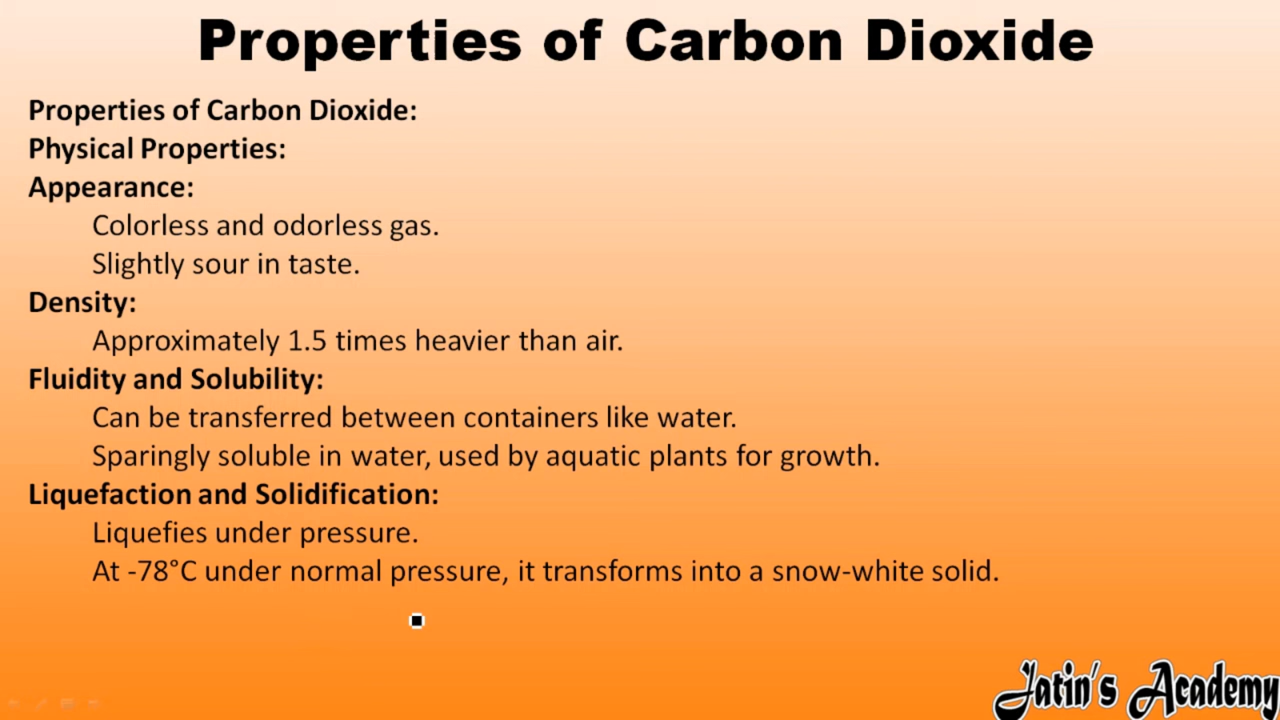 Properties of Carbon Dioxide
Properties of Carbon Dioxide:
Physical Properties:
Appearance:
Colorless and odorless gas.
Slightly sour in taste.
Density:
Approximately 1.5 times heavier than air.
Fluidity and Solubility:
Can be transferred between containers like water.
Sparingly soluble in water, used by aquatic plants for growth.
Liquefaction and Solidification:
Liquefies under pressure.
At -78°C under normal pressure, it transforms into a snow-white solid.
Jatin's Academy